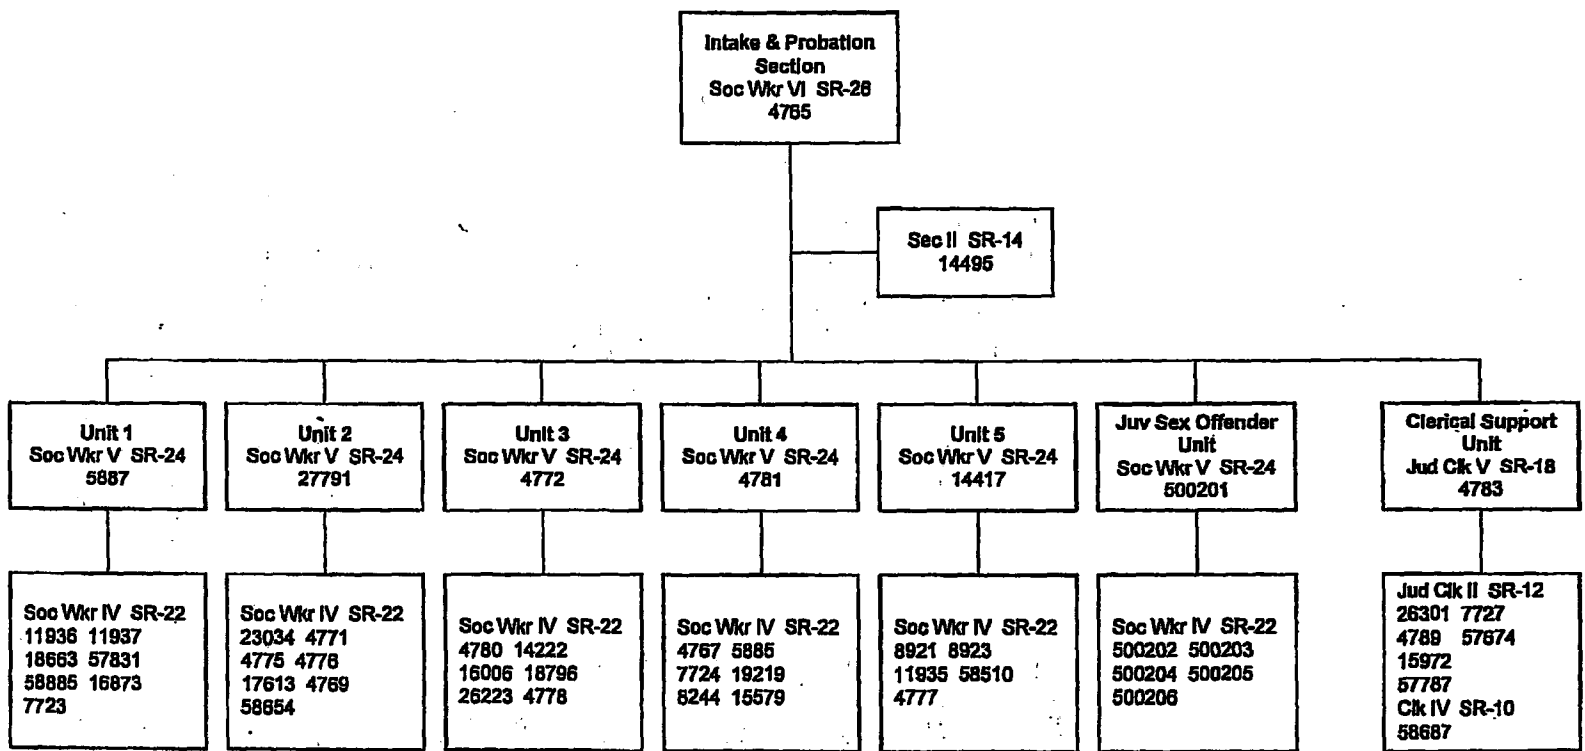 Intake & Probation
Section
Soc Wkr VI SR-26
4765
Sec II SR-14
14495
Unit 1
Soc Wkr V SR-24
5887
Unit 2
Soc Wkr V SR-24
27791
Unit 3
Soc Wkr V SR-24
4772
Unit 4
Soc Wkr V SR-24
4781
Unit 5
Soc Wkr V SR-24
14417
Juv Sex Offender
Unit
Soc Wkr V SR-24
500201
Clerical Support
Unit
Jud Clk V SR-18
4783
Soc Wkr IV SR-22
11936 11937
18663 57831
58885 16873
7723
Soc Wkr IV SR-22
23034 4771
4775 4776
17613 4769
58654
Soc Wkr IV SR-22
4780 14222
16006 18796
26223 4778
Soc Wkr IV SR-22
4767 5885
7724 19219
8244 15579
Soc Wkr IV SR-22
8921 8923
11935 58510
4777
Soc Wkr IV SR-22
500202 500203
500204 500205
500206
Jud Clk II SR-12
26301 7727
4789 57674
15972
57787
Clk IV SR-10
58687